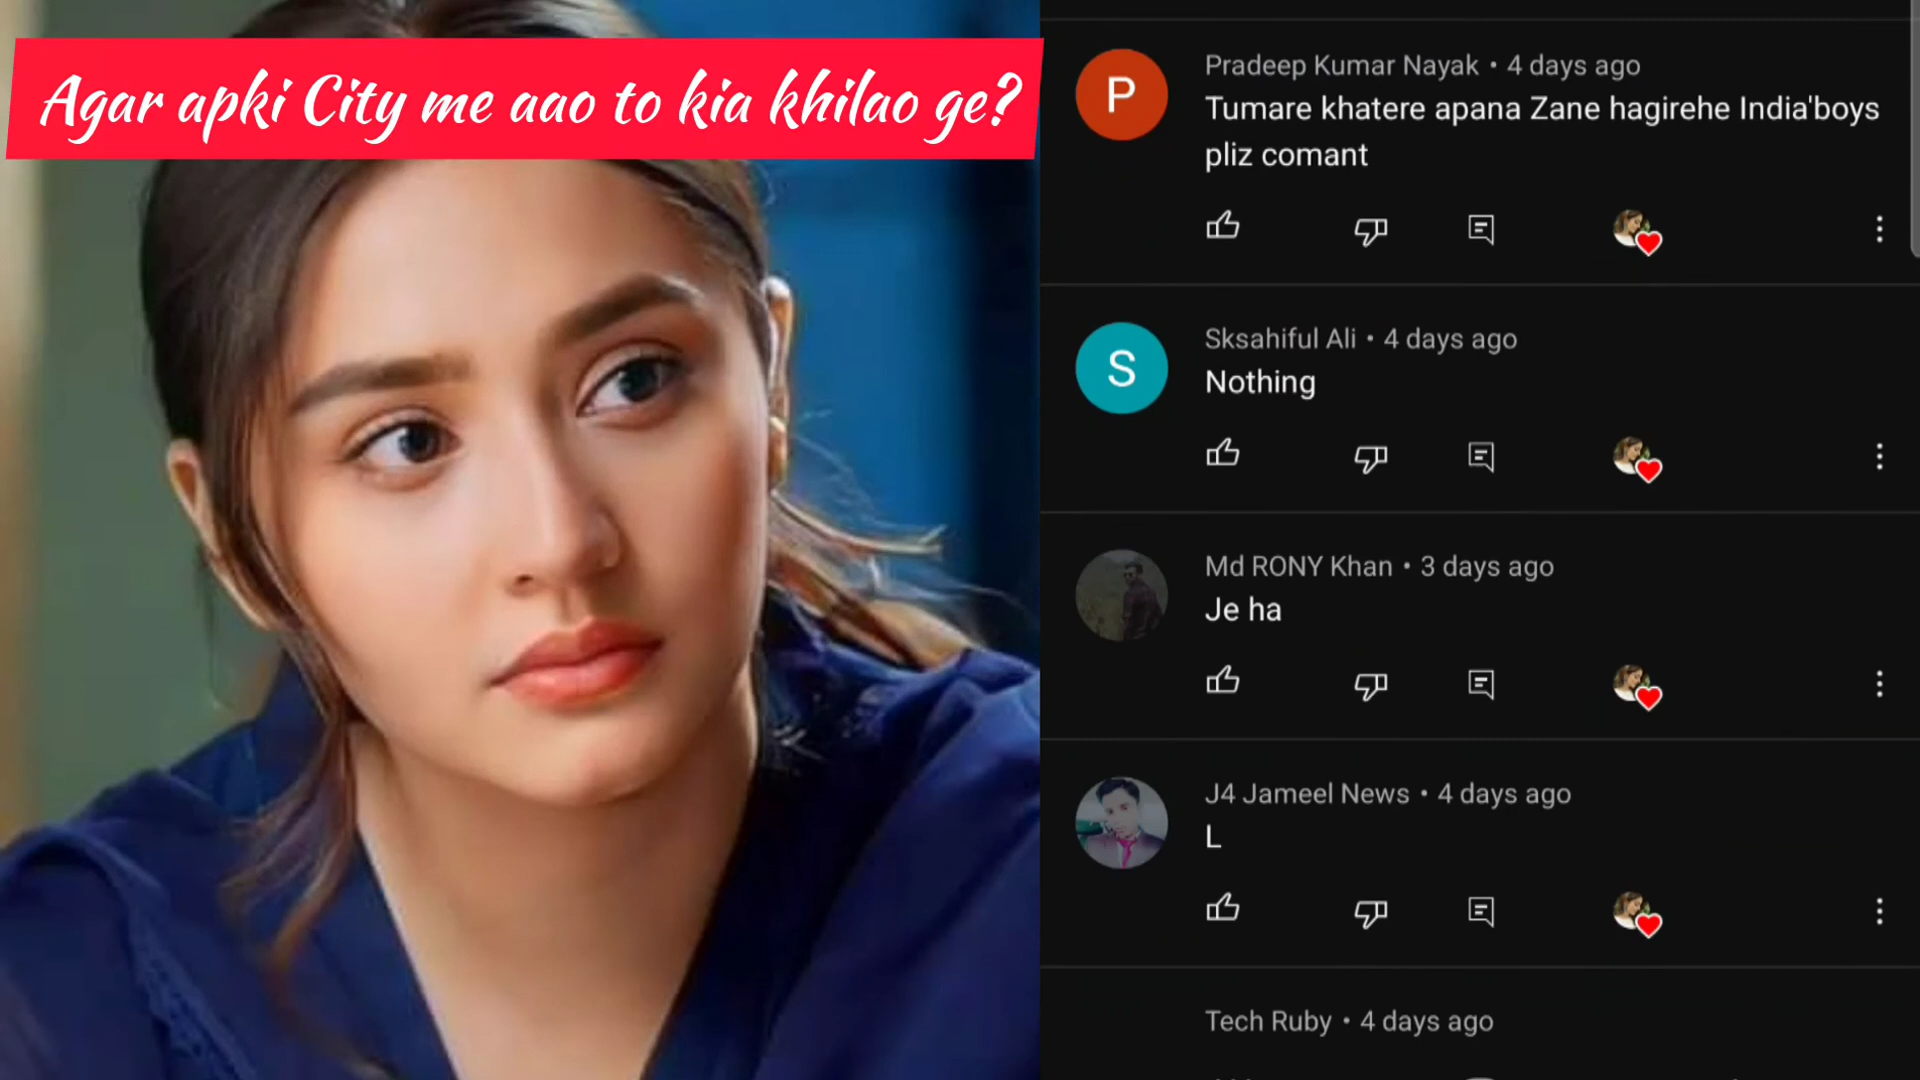 Agar apki City me aao to kia khilao ge?
P
Pradeep Kumar Nayak • 4 days ago
Tumare khatere apana Zane hagirehe India'boys
pliz comant
S
Sksahiful Ali • 4 days ago
Nothing
Md RONY Khan • 3 days ago
Je ha
J4 Jameel News • 4 days ago
L
Tech Ruby • 4 days ago